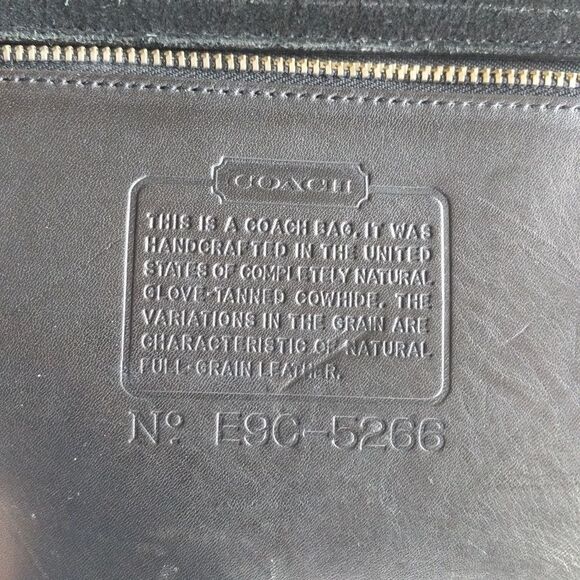 COACH
THIS IS A COACH BAG. IT WAS
HANDCRAFTED IN THE UNITED
STATES OF COMPLETELY NATURAL
GLOVE-TANNED COWHIDE. THE
VARIATIONS IN THE GRAIN ARE
CHARACTERISTIC OF NATURAL
FULL-GRAIN LEATHER.
Nº E9C-5266